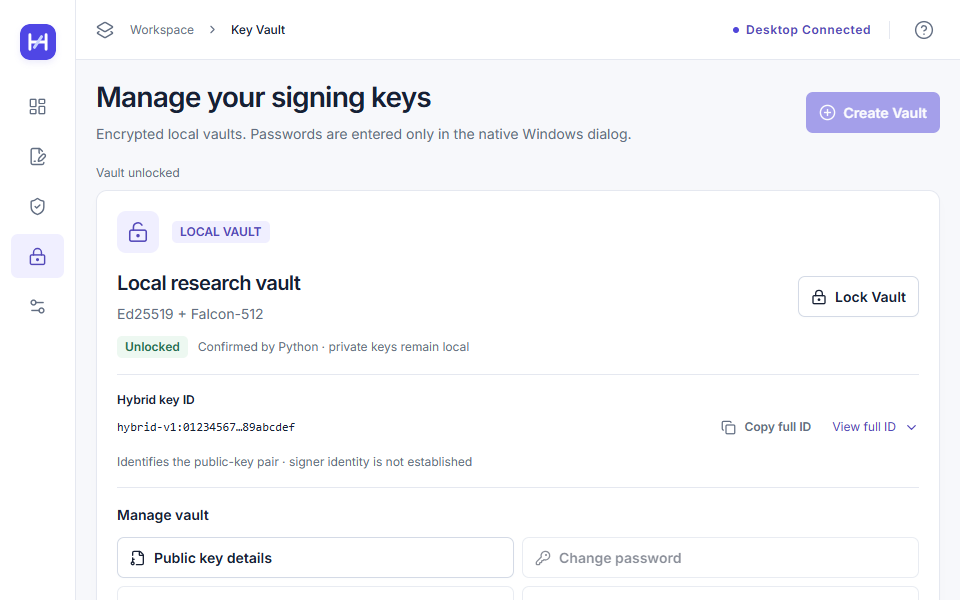 Workspace > Key Vault
Desktop Connected
Manage your signing keys
Create Vault
Encrypted local vaults. Passwords are entered only in the native Windows dialog.
Vault unlocked
LOCAL VAULT
Local research vault
Lock Vault
Ed25519 + Falcon-512
Unlocked Confirmed by Python · private keys remain local
Hybrid key ID
hybrid-v1:01234567…89abcdef
Copy full ID
View full ID
Identifies the public-key pair · signer identity is not established
Manage vault
Public key details
Change password